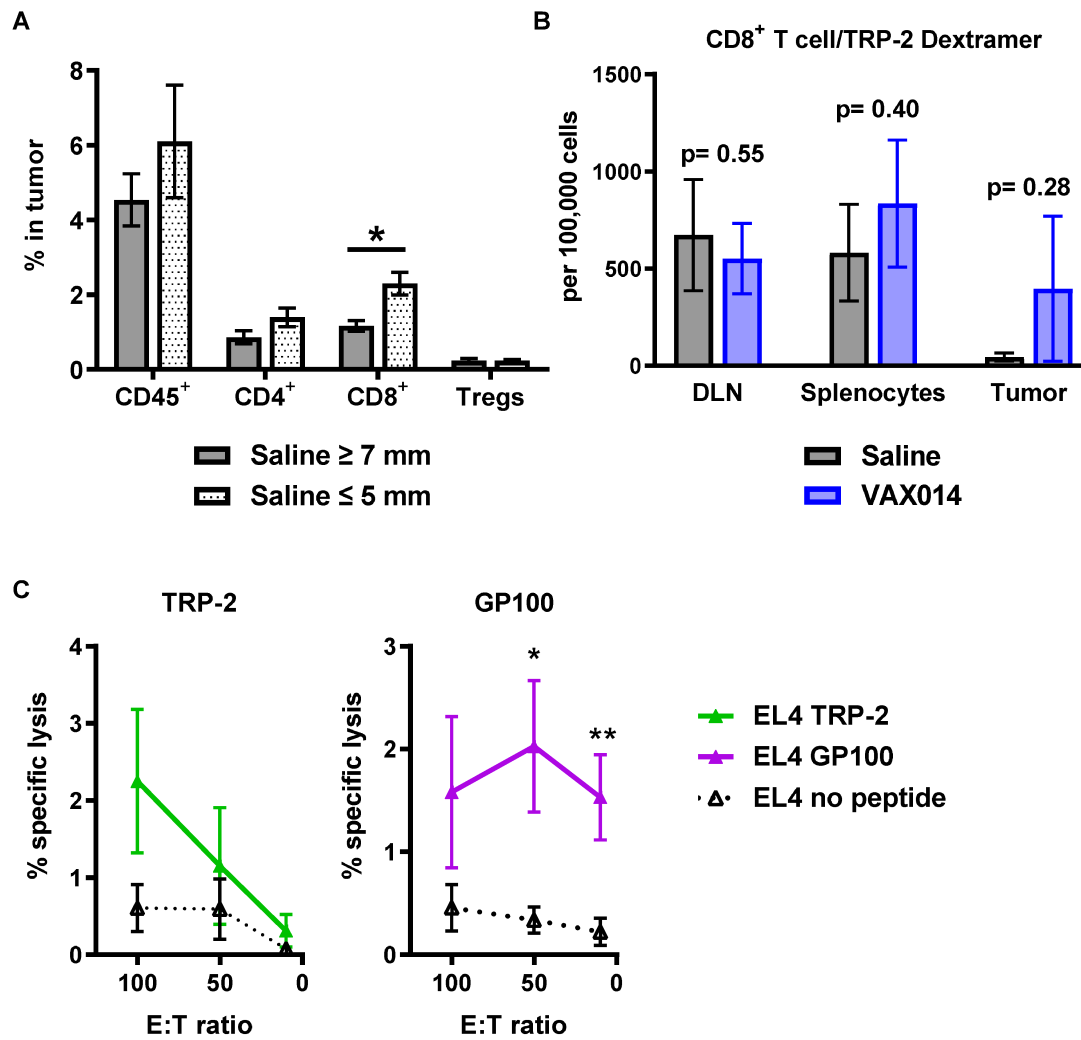 A
% in tumor
8
6
4
2
0
*
CD45⁺ CD4⁺ CD8⁺ Tregs
Saline ≥ 7 mm
Saline ≤ 5 mm
B
CD8⁺ T cell/TRP-2 Dextramer
per 100,000 cells
1500
1000
500
0
p= 0.55
p= 0.40
p= 0.28
DLN Splenocytes Tumor
Saline
VAX014
C
TRP-2
% specific lysis
4
3
2
1
0
100 50 0
E:T ratio
GP100
% specific lysis
3
2
1
0
*
**
100 50 0
E:T ratio
EL4 TRP-2
EL4 GP100
EL4 no peptide